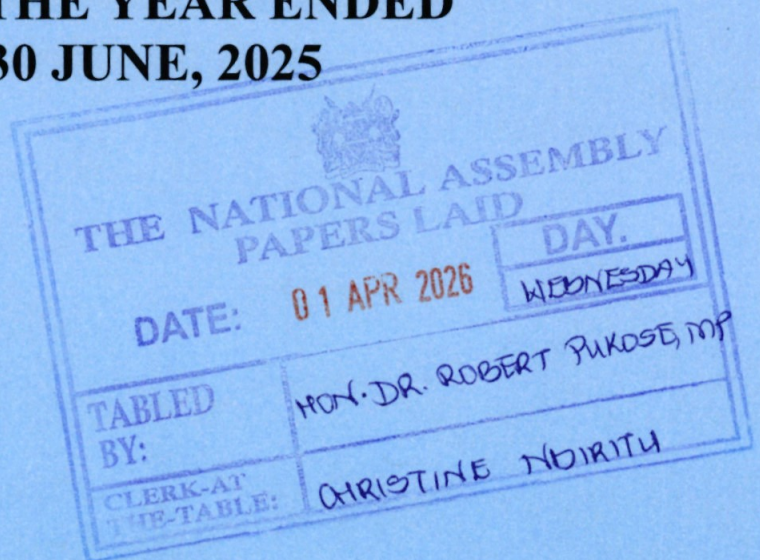 THE YEAR ENDED
30 JUNE, 2025
THE NATIONAL ASSEMBLY
PAPERS LAID
DAY.
DATE: 01 APR 2026 WEDNESDAY
TABLED
BY:
HON. DR. ROBERT PUKOSE, MP
CLERK-AT
THE-TABLE:
CHRISTINE NDIRITU